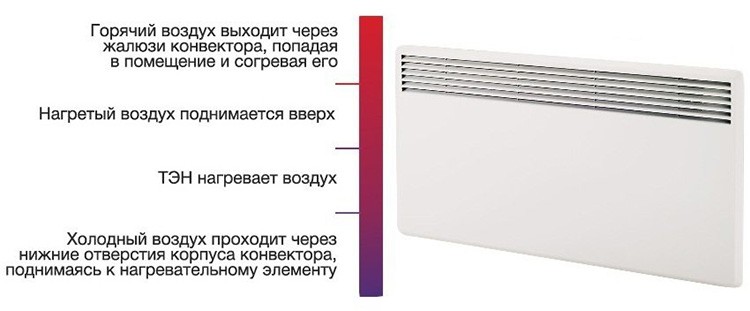 Горячий воздух выходит через
жалюзи конвектора, попадая
в помещение и согревая его
Нагретый воздух поднимается вверх
ТЭН нагревает воздух
Холодный воздух проходит через
нижние отверстия корпуса конвектора,
поднимаясь к нагревательному элементу